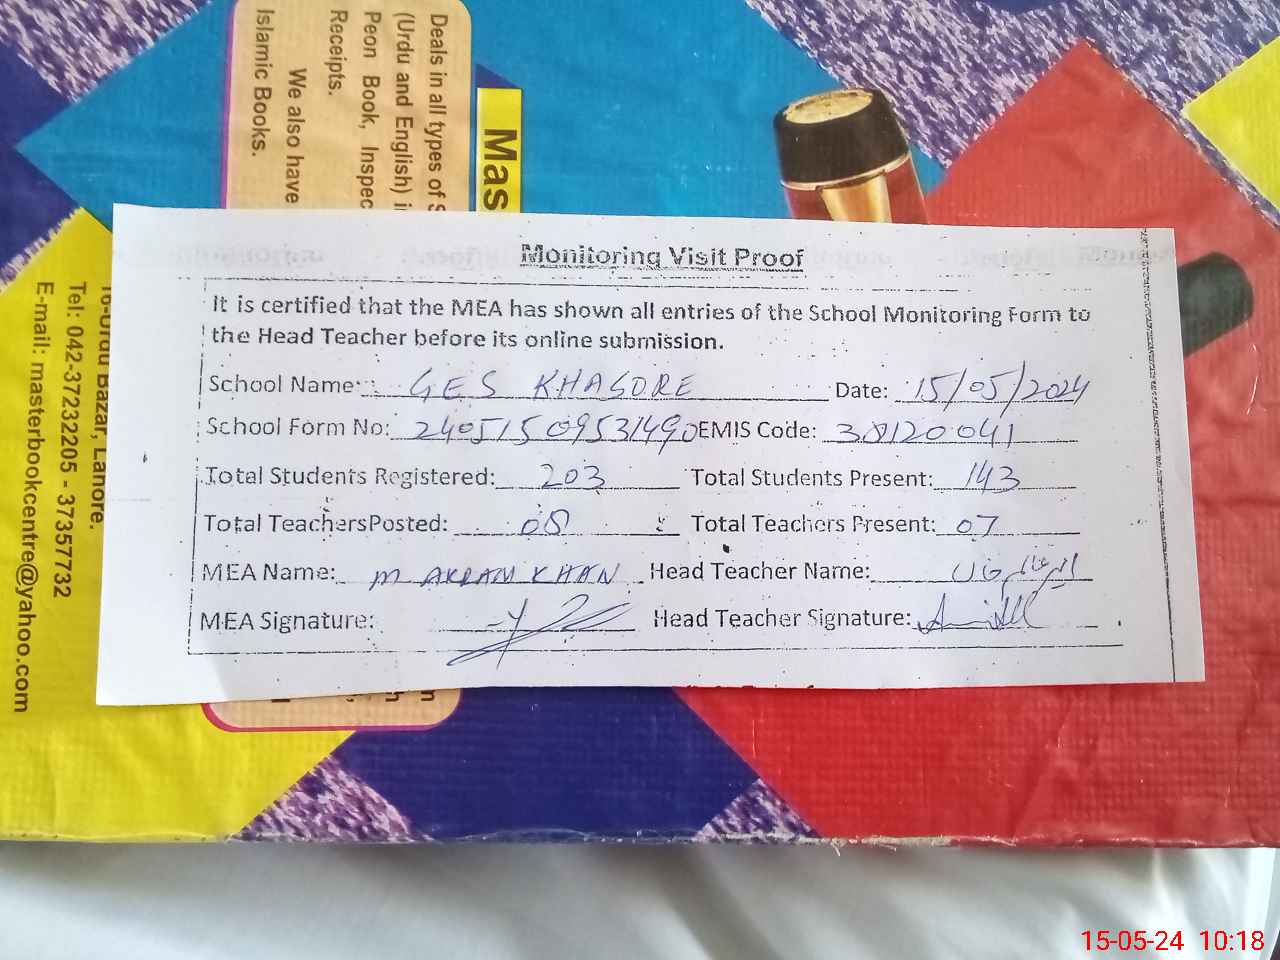 Deals in all types of S
(Urdu and English) i
Peon Book, Inspec
Receipts.
We also have
Islamic Books.
Mas
16-Urdu Bazar, Lahore.
Tel: 042-37232205 - 37357732
E-mail: masterbookcentre@yahoo.com
Monitoring Visit Proof
It is certified that the MEA has shown all entries of the School Monitoring Form to
the Head Teacher before its online submission.
School Name: GES KHASORE Date: 15/05/2024
School Form No: 24051509531490 EMIS Code: 38120041
Total Students Registered: 203 Total Students Present: 143
Total Teachers Posted: 08 Total Teachers Present: 07
MEA Name: M AKRAM KHAN Head Teacher Name:
MEA Signature: Head Teacher Signature:
15-05-24 10:18